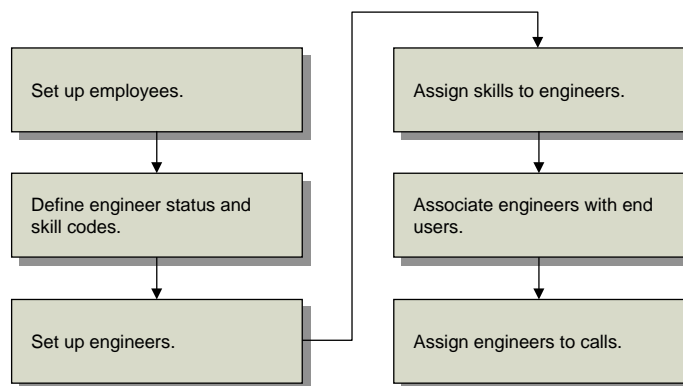 Set up employees.
Define engineer status and
skill codes.
Set up engineers.
Assign skills to engineers.
Associate engineers with end
users.
Assign engineers to calls.